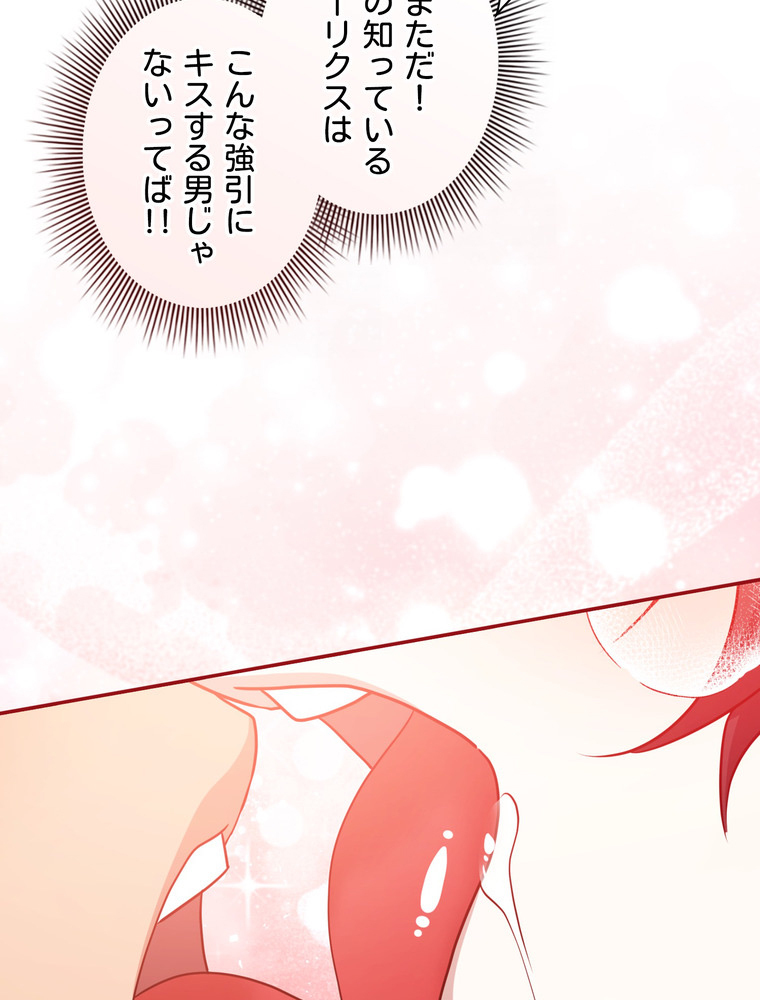 まただ！
の知っている
ーリクスは
こんな強引に
キスする男じゃ
ないってば!!